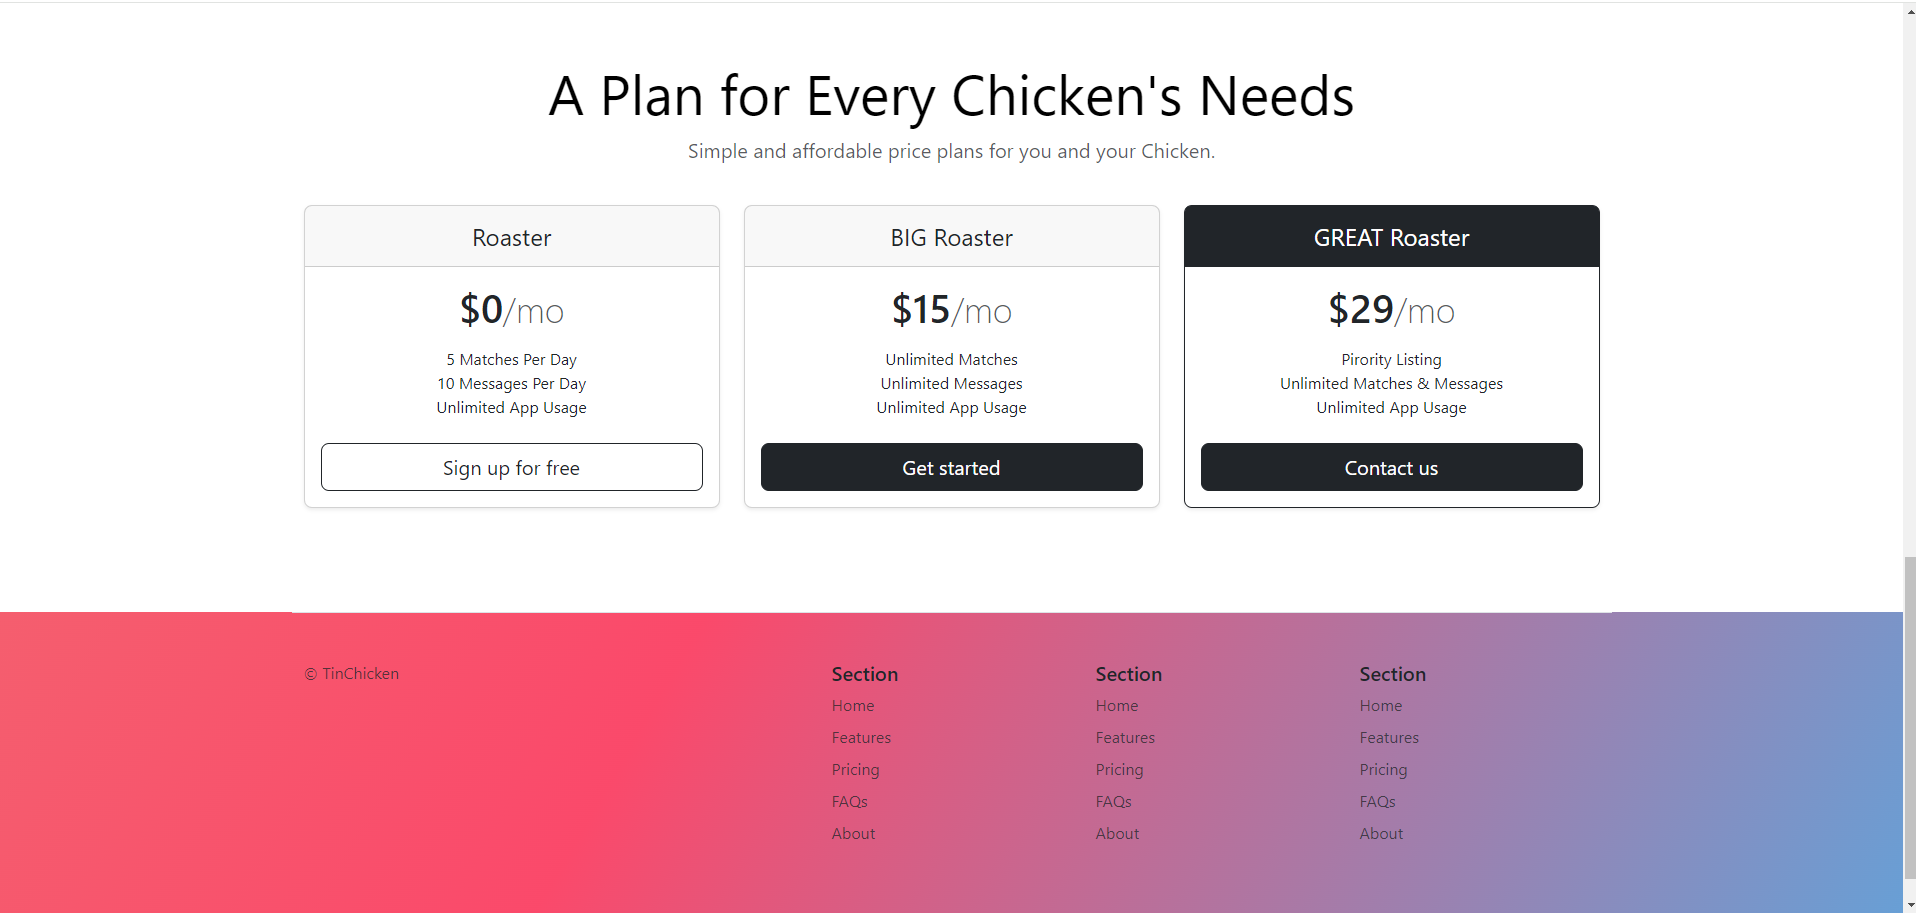 A Plan for Every Chicken's Needs
Simple and affordable price plans for you and your Chicken.
Roaster
$0/mo
5 Matches Per Day
10 Messages Per Day
Unlimited App Usage
Sign up for free
BIG Roaster
$15/mo
Unlimited Matches
Unlimited Messages
Unlimited App Usage
Get started
GREAT Roaster
$29/mo
Pirority Listing
Unlimited Matches & Messages
Unlimited App Usage
Contact us
© TinChicken
Section
Home
Features
Pricing
FAQs
About
Section
Home
Features
Pricing
FAQs
About
Section
Home
Features
Pricing
FAQs
About